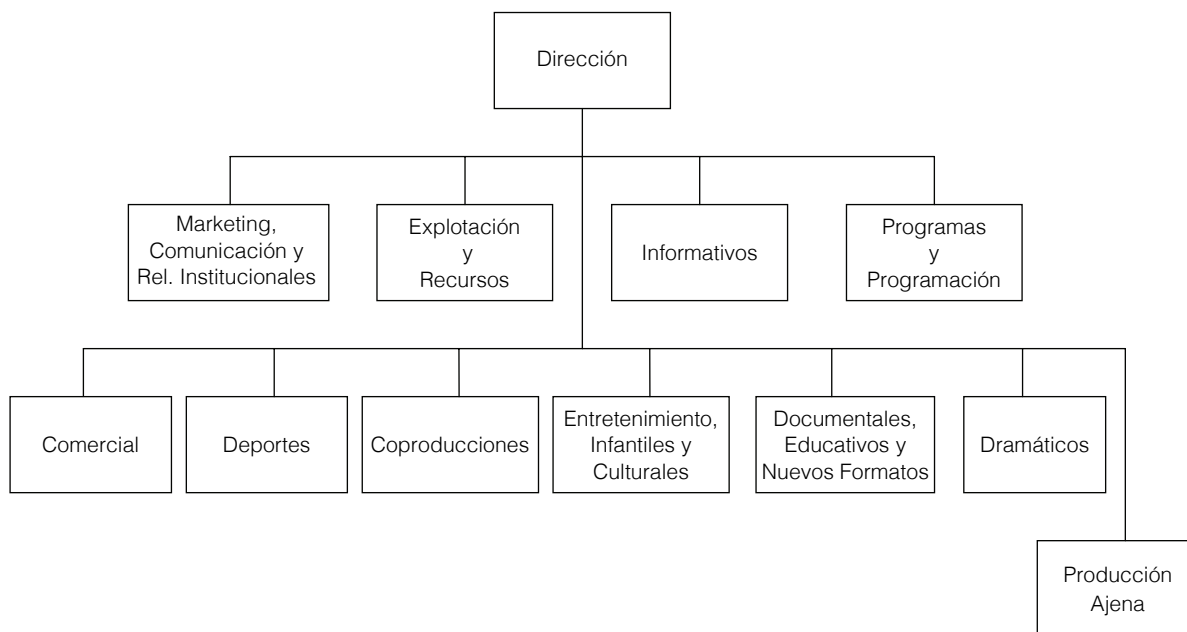 Dirección
Marketing,
Comunicación y
Rel. Institucionales
Explotación
y
Recursos
Informativos
Programas
y
Programación
Comercial
Deportes
Coproducciones
Entretenimiento,
Infantiles y
Culturales
Documentales,
Educativos y
Nuevos Formatos
Dramáticos
Producción
Ajena